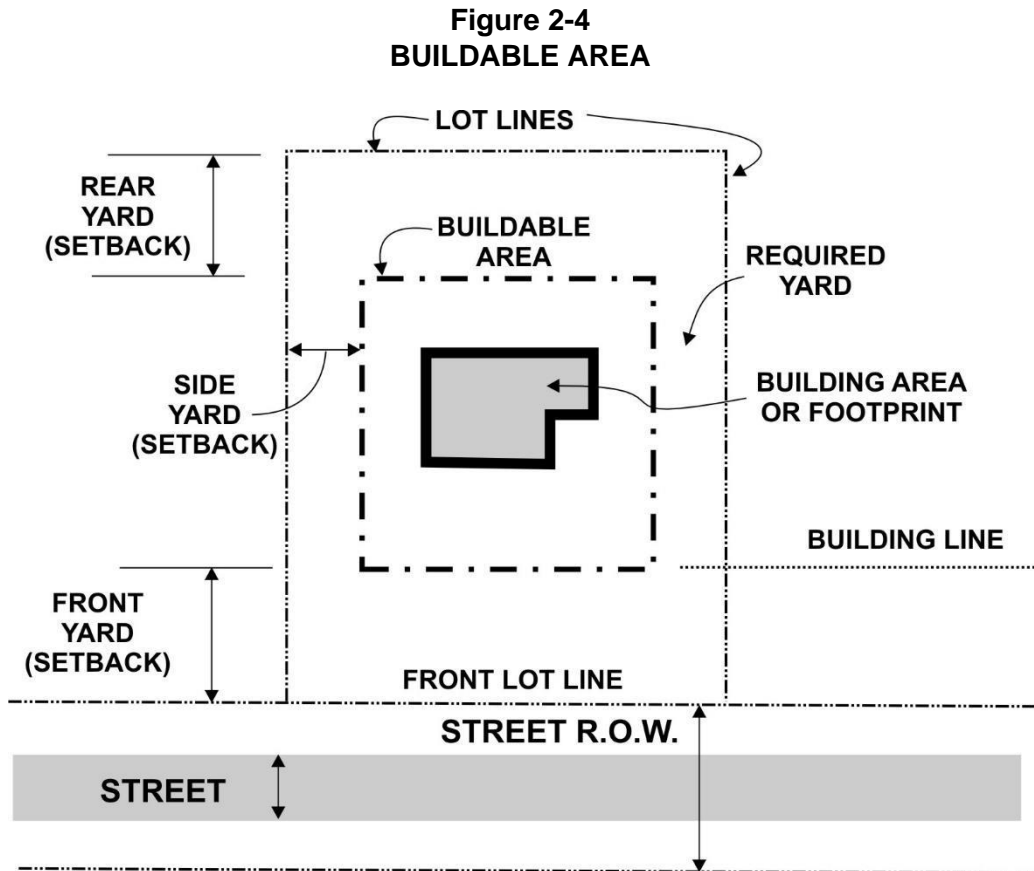 Figure 2-4
BUILDABLE AREA
LOT LINES
REAR
YARD
(SETBACK)
BUILDABLE
AREA
REQUIRED
YARD
SIDE
YARD
(SETBACK)
BUILDING AREA
OR FOOTPRINT
BUILDING LINE
FRONT
YARD
(SETBACK)
FRONT LOT LINE
STREET R.O.W.
STREET